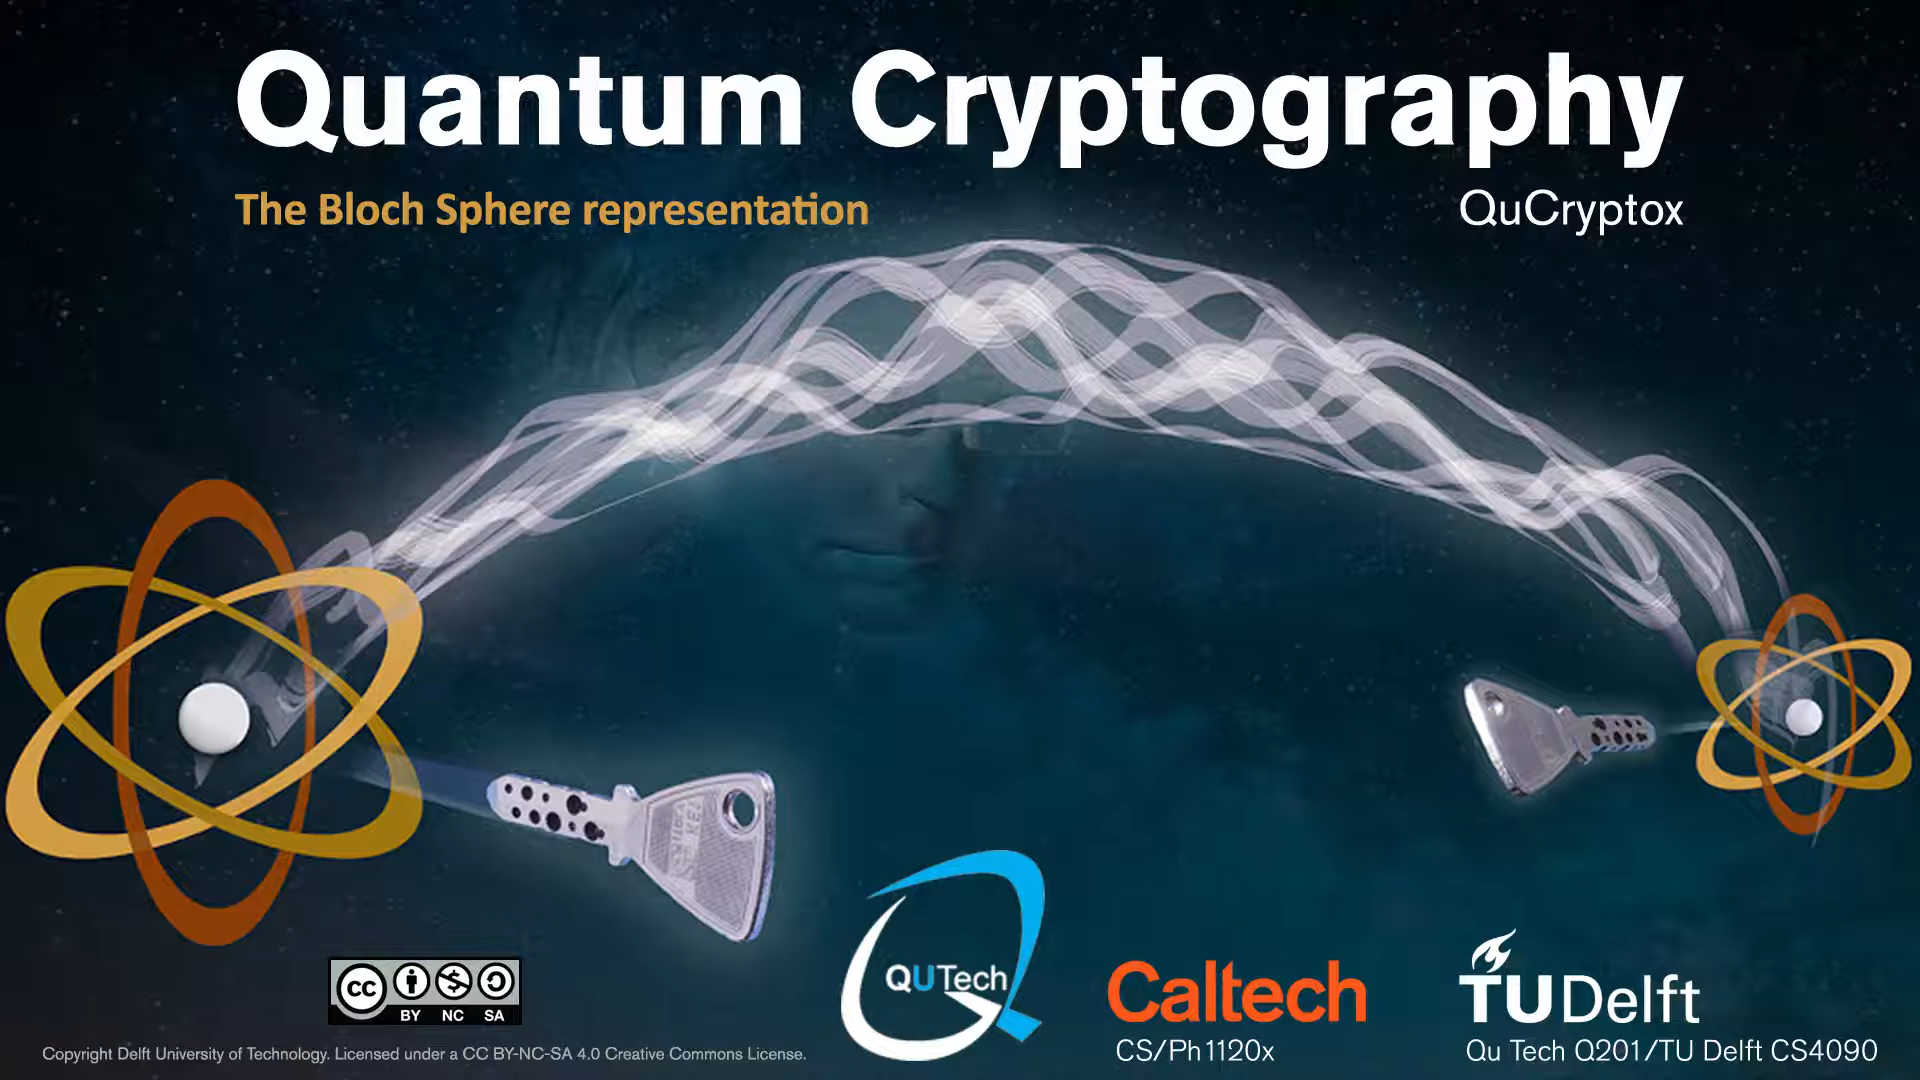 Quantum Cryptography
The Bloch Sphere representation
QuCryptox
QUTech
Caltech
CS/Ph1120x
TUDelft
Qu Tech Q201/TU Delft CS4090
cc
BY NC SA
Copyright Delft University of Technology. Licensed under a CC BY-NC-SA 4.0 Creative Commons License.